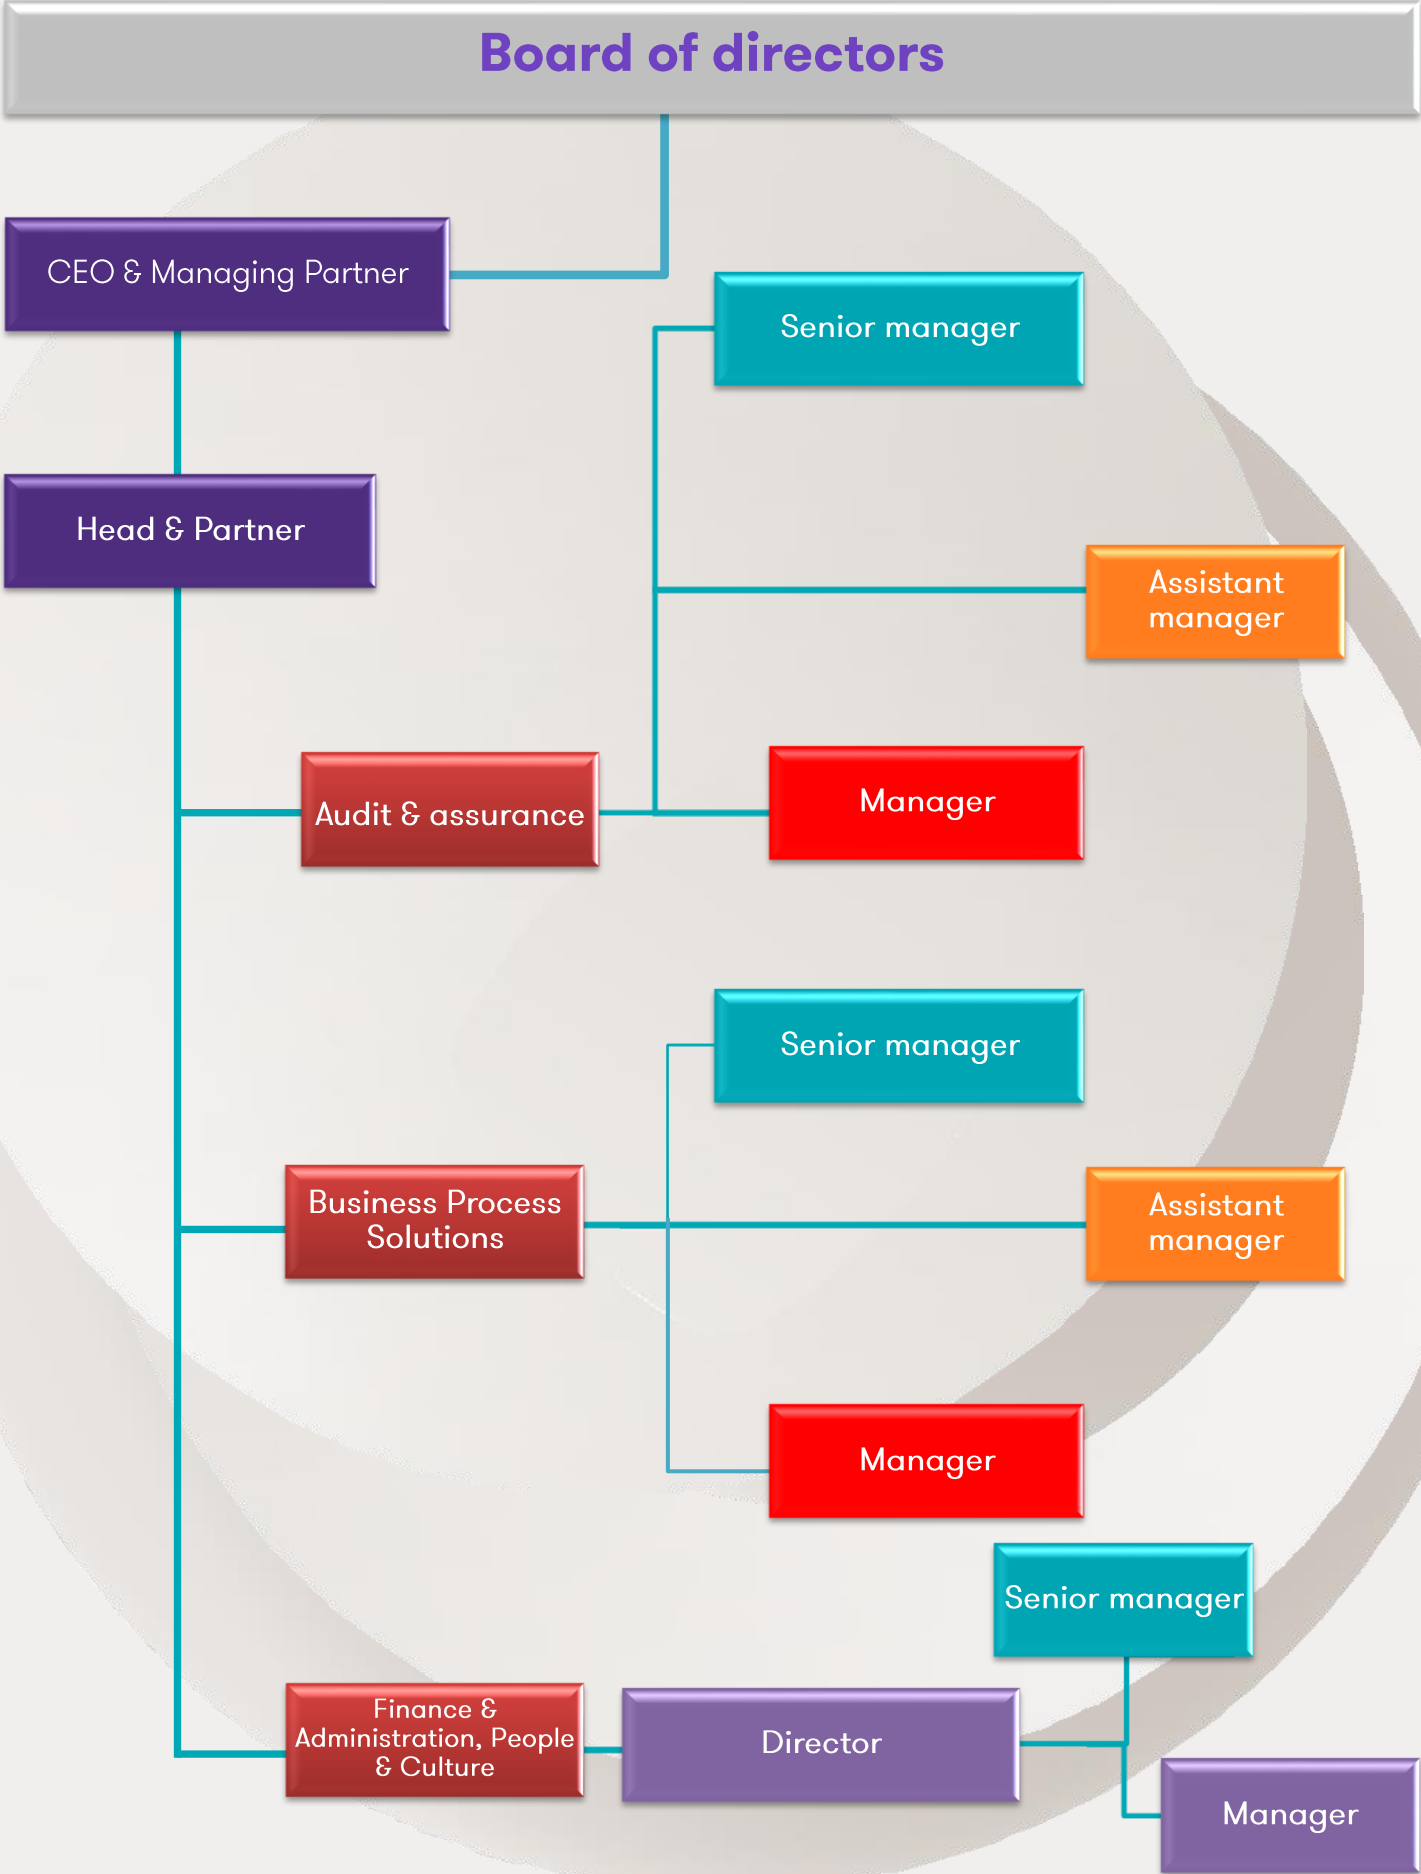 Board of directors
CEO & Managing Partner
Senior manager
Head & Partner
Assistant
manager
Audit & assurance
Manager
Senior manager
Business Process
Solutions
Assistant
manager
Manager
Senior manager
Finance &
Administration, People
& Culture
Director
Manager